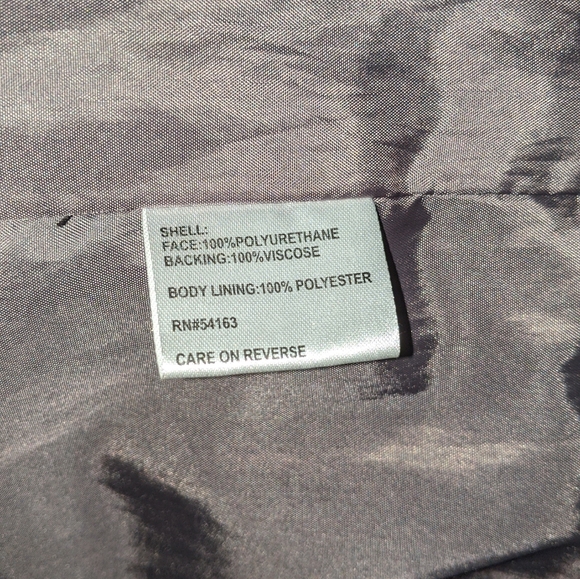 SHELL:
FACE:100%POLYURETHANE
BACKING:100%VISCOSE
BODY LINING:100% POLYESTER
RN#54163
CARE ON REVERSE